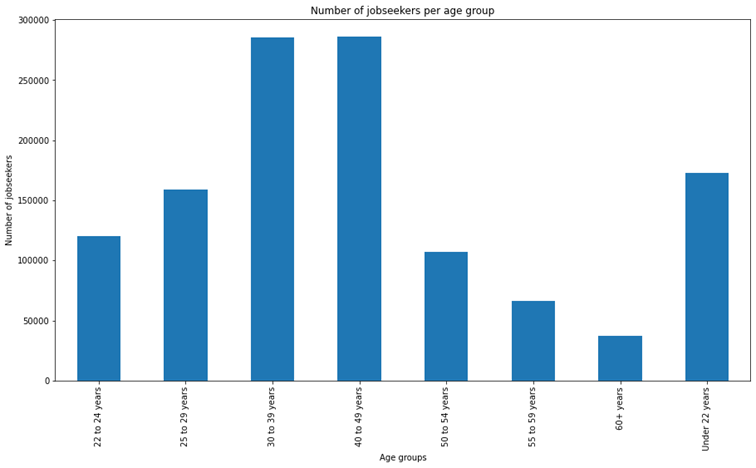 Number of jobseekers per age group
300000
250000
200000
150000
100000
50000
0
Number of jobseekers
22 to 24 years
25 to 29 years
30 to 39 years
40 to 49 years
50 to 54 years
55 to 59 years
60+ years
Under 22 years
Age groups